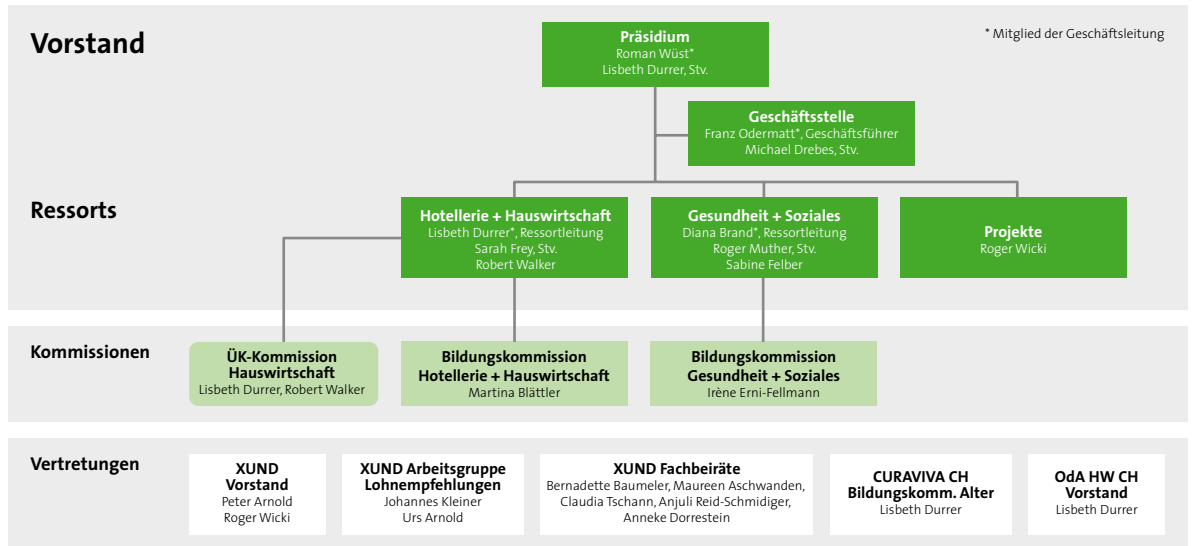 Vorstand
Präsidium
Roman Wüst*
Lisbeth Durrer, Stv.
* Mitglied der Geschäftsleitung
Geschäftsstelle
Franz Odermatt*, Geschäftsführer
Michael Drebes, Stv.
Ressorts
Hotellerie + Hauswirtschaft
Lisbeth Durrer*, Ressortleitung
Sarah Frey, Stv.
Robert Walker
Gesundheit + Soziales
Diana Brand*, Ressortleitung
Roger Muther, Stv.
Sabine Felber
Projekte
Roger Wicki
Kommissionen
ÜK-Kommission
Hauswirtschaft
Lisbeth Durrer, Robert Walker
Bildungskommission
Hotellerie + Hauswirtschaft
Martina Blättler
Bildungskommission
Gesundheit + Soziales
Irène Erni-Fellmann
Vertretungen
XUND
Vorstand
Peter Arnold
Roger Wicki
XUND Arbeitsgruppe
Lohnempfehlungen
Johannes Kleiner
Urs Arnold
XUND Fachbeiräte
Bernadette Baumeler, Maureen Aschwanden,
Claudia Tschann, Anjuli Reid-Schmidiger,
Anneke Dorrestein
CURAVIVA CH
Bildungskomm. Alter
Lisbeth Durrer
OdA HW CH
Vorstand
Lisbeth Durrer